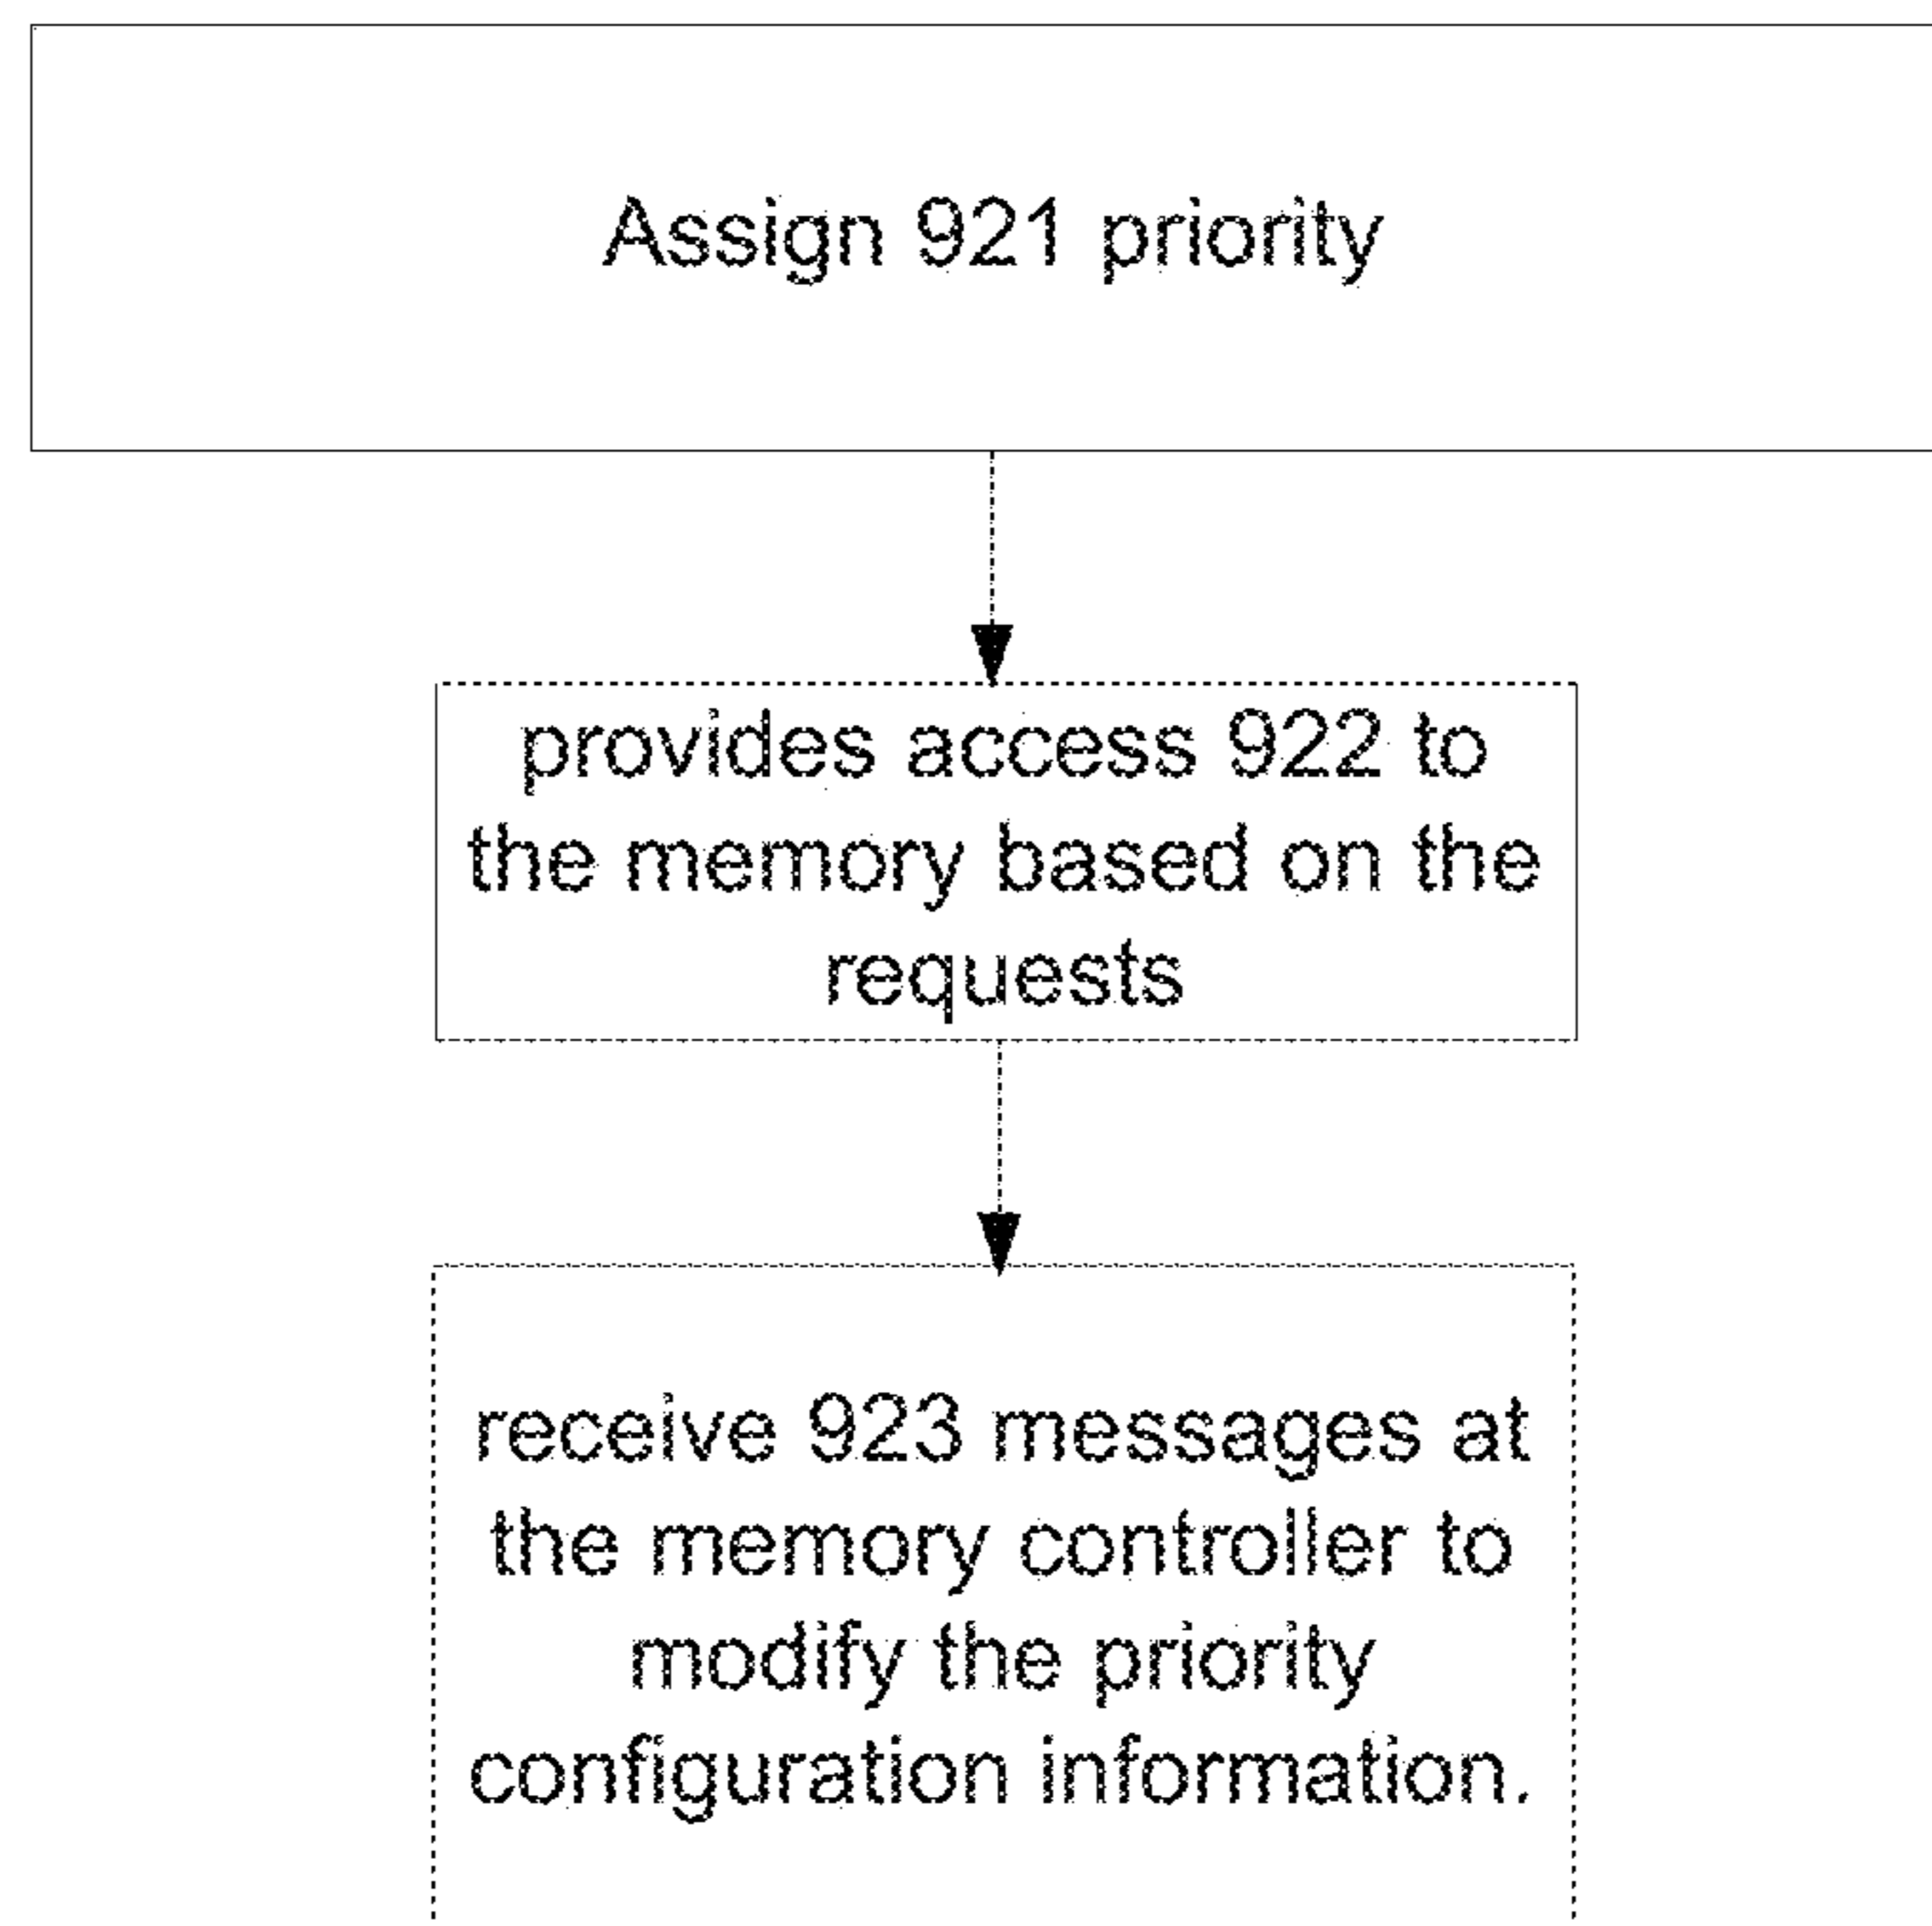 Assign 921 priority
provides access 922 to
the memory based on the
requests
receive 923 messages at
the memory controller to
modify the priority
configuration information.